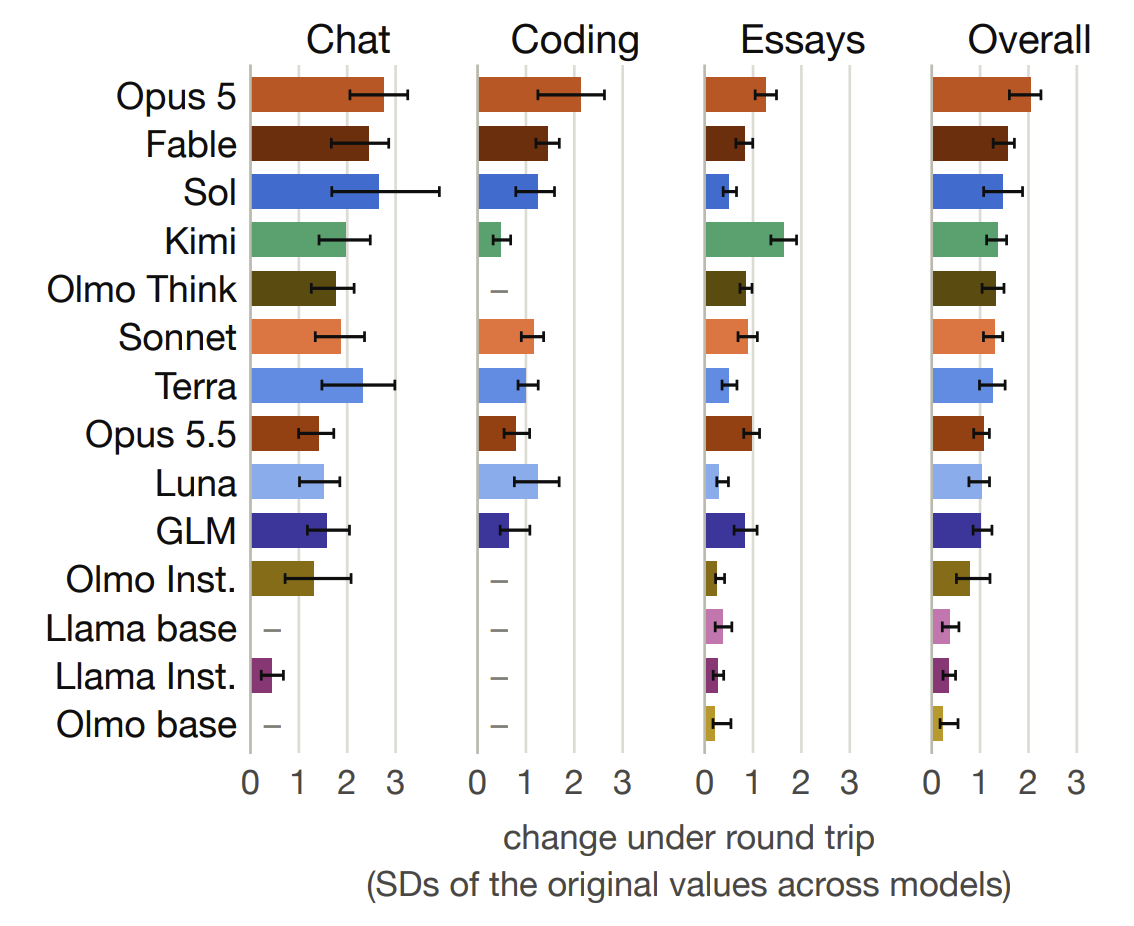 Chat Coding Essays Overall
Opus 5
Fable
Sol
Kimi
Olmo Think
–
Sonnet
Terra
Opus 5.5
Luna
GLM
Olmo Inst.
–
Llama base
– –
Llama Inst.
–
Olmo base
– –
0 1 2 3 0 1 2 3 0 1 2 3 0 1 2 3
change under round trip
(SDs of the original values across models)